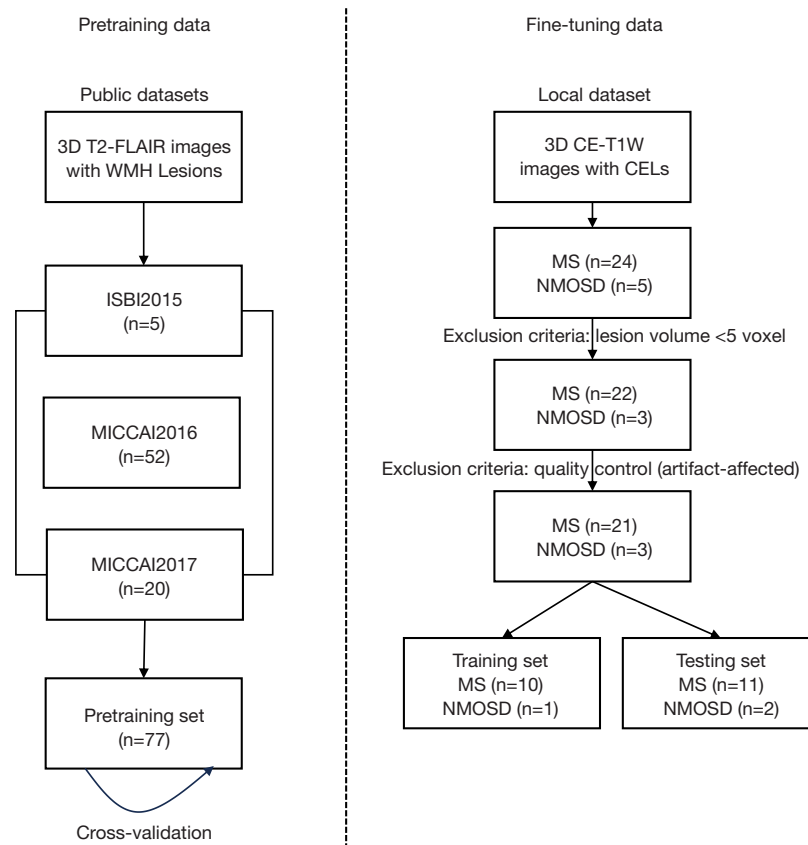 Pretraining data
Public datasets
3D T2-FLAIR images
with WMH Lesions
ISBI2015
(n=5)
MICCAI2016
(n=52)
MICCAI2017
(n=20)
Pretraining set
(n=77)
Cross-validation
Fine-tuning data
Local dataset
3D CE-T1W
images with CELs
MS (n=24)
NMOSD (n=5)
Exclusion criteria: lesion volume <5 voxel
MS (n=22)
NMOSD (n=3)
Exclusion criteria: quality control (artifact-affected)
MS (n=21)
NMOSD (n=3)
Training set
MS (n=10)
NMOSD (n=1)
Testing set
MS (n=11)
NMOSD (n=2)